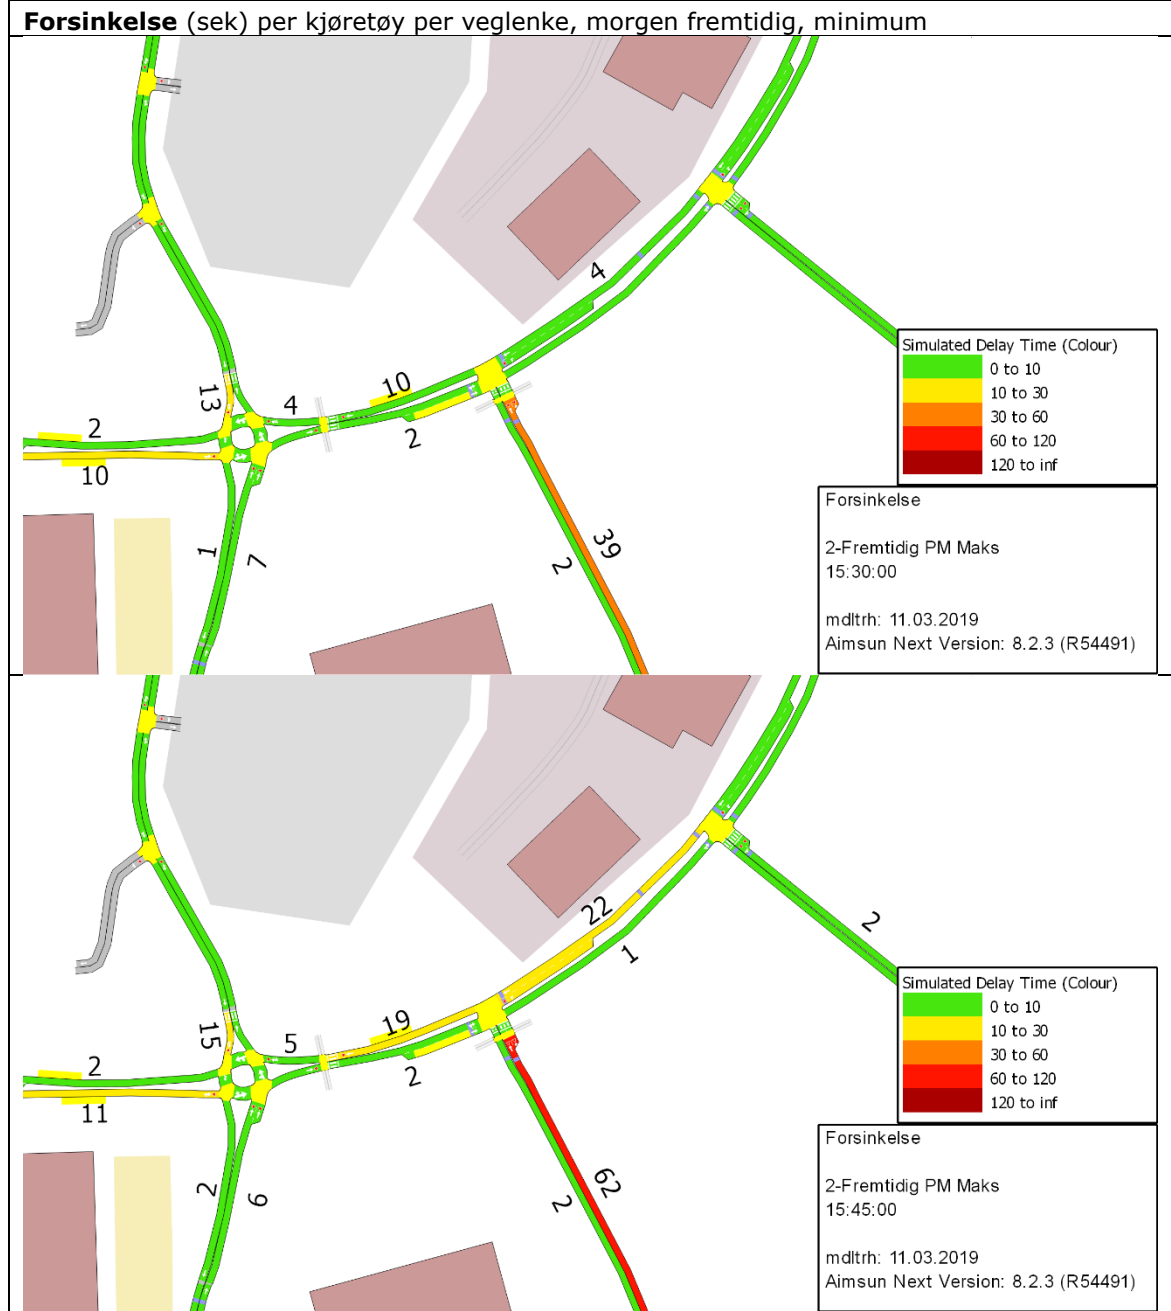 Forsinkelse (sek) per kjøretøy per veglenke, morgen fremtidig, minimum
4
13
4
10
2
2
10
1
7
39
2
Simulated Delay Time (Colour)
0 to 10
10 to 30
30 to 60
60 to 120
120 to inf
Forsinkelse
2-Fremtidig PM Maks
15:30:00
mdltrh: 11.03.2019
Aimsun Next Version: 8.2.3 (R54491)
22
1
2
15
5
19
2
2
11
2
6
62
2
Simulated Delay Time (Colour)
0 to 10
10 to 30
30 to 60
60 to 120
120 to inf
Forsinkelse
2-Fremtidig PM Maks
15:45:00
mdltrh: 11.03.2019
Aimsun Next Version: 8.2.3 (R54491)